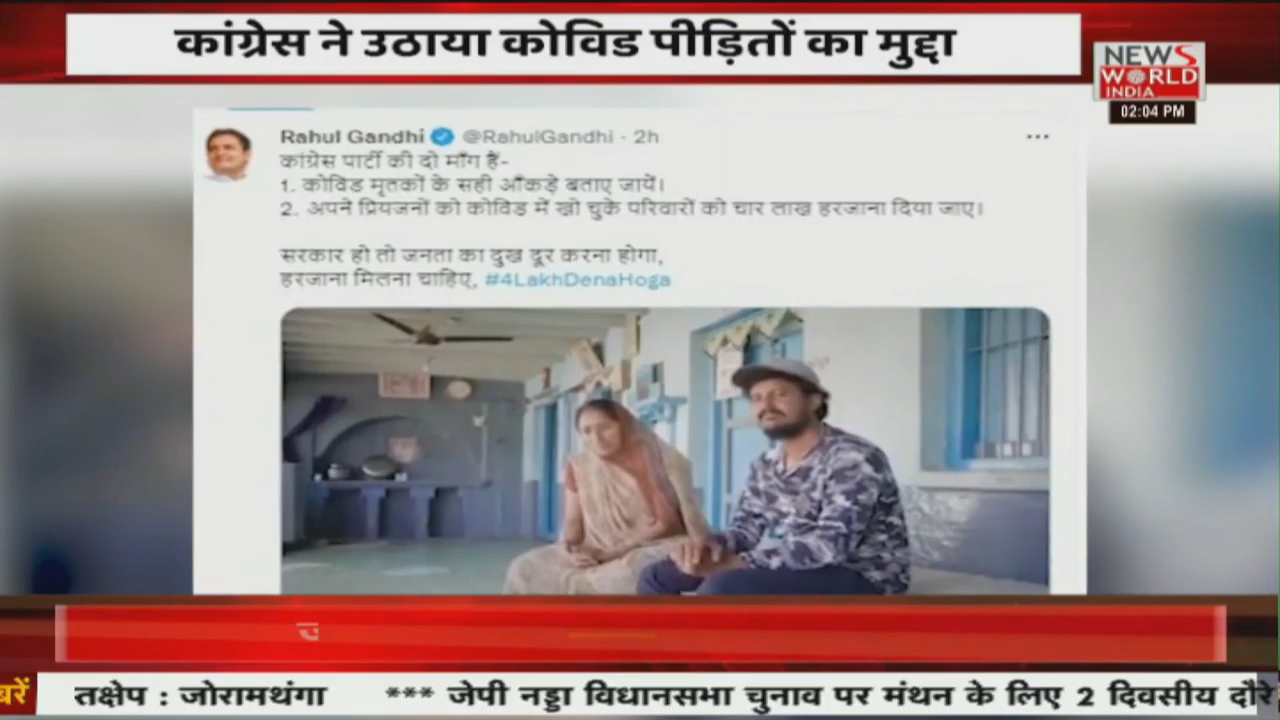 कांग्रेस ने उठाया कोविड पीड़ितों का मुद्दा
NEWS
WORLD
INDIA
02:04 PM
Rahul Gandhi @RahulGandhi · 2h
कांग्रेस पार्टी की दो माँग हैं-
1. कोविड मृतकों के सही आँकड़े बताए जायें।
2. अपने प्रियजनों को कोविड में खो चुके परिवारों को चार लाख हरजाना दिया जाए।
सरकार हो तो जनता का दुख दूर करना होगा,
हरजाना मिलना चाहिए, #4LakhDenaHoga
बरें तक्षेप : जोरामथंगा *** जेपी नड्डा विधानसभा चुनाव पर मंथन के लिए 2 दिवसीय दौरे